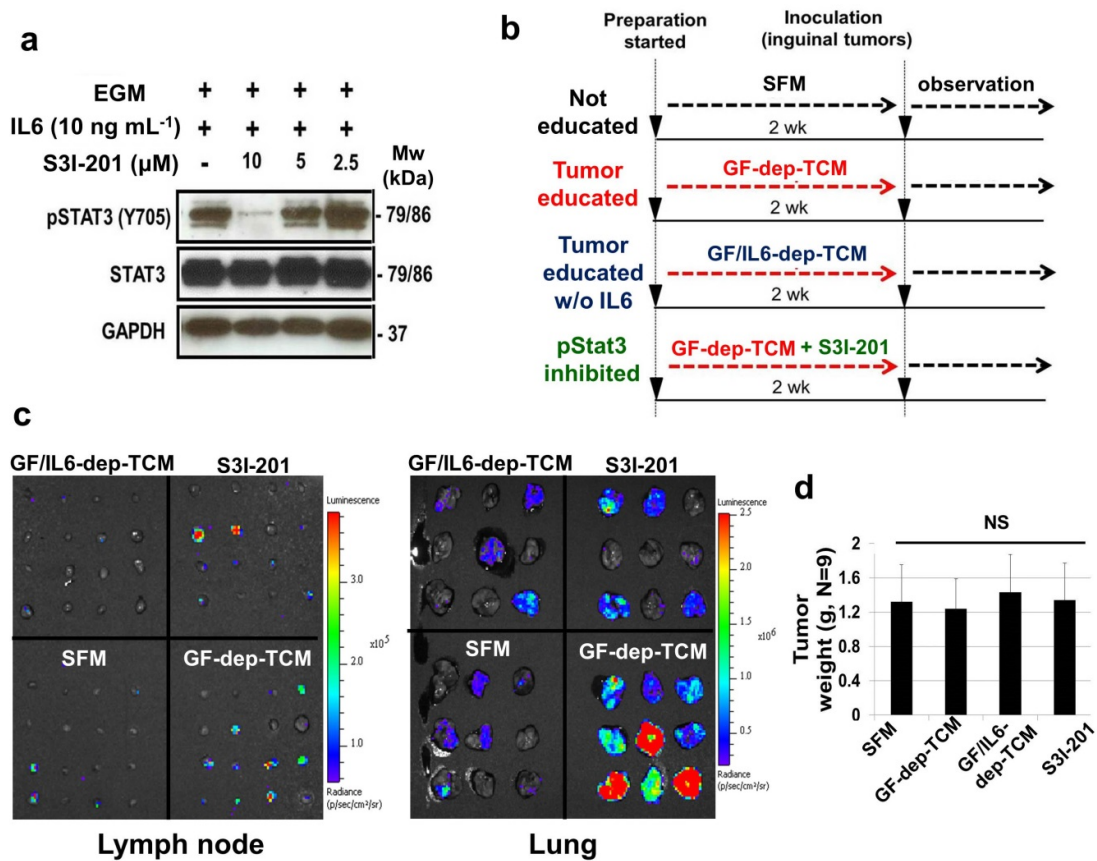 a
EGM + + + +
IL6 (10 ng mL-1) + + + +
S3I-201 (µM) - 10 5 2.5
Mw
(kDa)
pSTAT3 (Y705) - 79/86
STAT3 - 79/86
GAPDH - 37
b
Preparation
started
Inoculation
(inguinal tumors)
Not
educated
SFM
2 wk
observation
Tumor
educated
GF-dep-TCM
2 wk
Tumor
educated
w/o IL6
GF/IL6-dep-TCM
2 wk
pStat3
inhibited
GF-dep-TCM + S3I-201
2 wk
c
GF/IL6-dep-TCM S3I-201
SFM GF-dep-TCM
Luminescence
3.0
2.0
x10⁵
1.0
Radiance
(p/sec/cm²/sr)
Lymph node
GF/IL6-dep-TCM S3I-201
SFM GF-dep-TCM
Luminescence
2.5
2.0
1.5
x10⁶
1.0
0.5
Radiance
(p/sec/cm²/sr)
Lung
d
NS
Tumor
weight (g, N=9)
2
1.6
1.2
0.8
0.4
0
SFM
GF-dep-TCM
GF/IL6-
dep-TCM
S3I-201